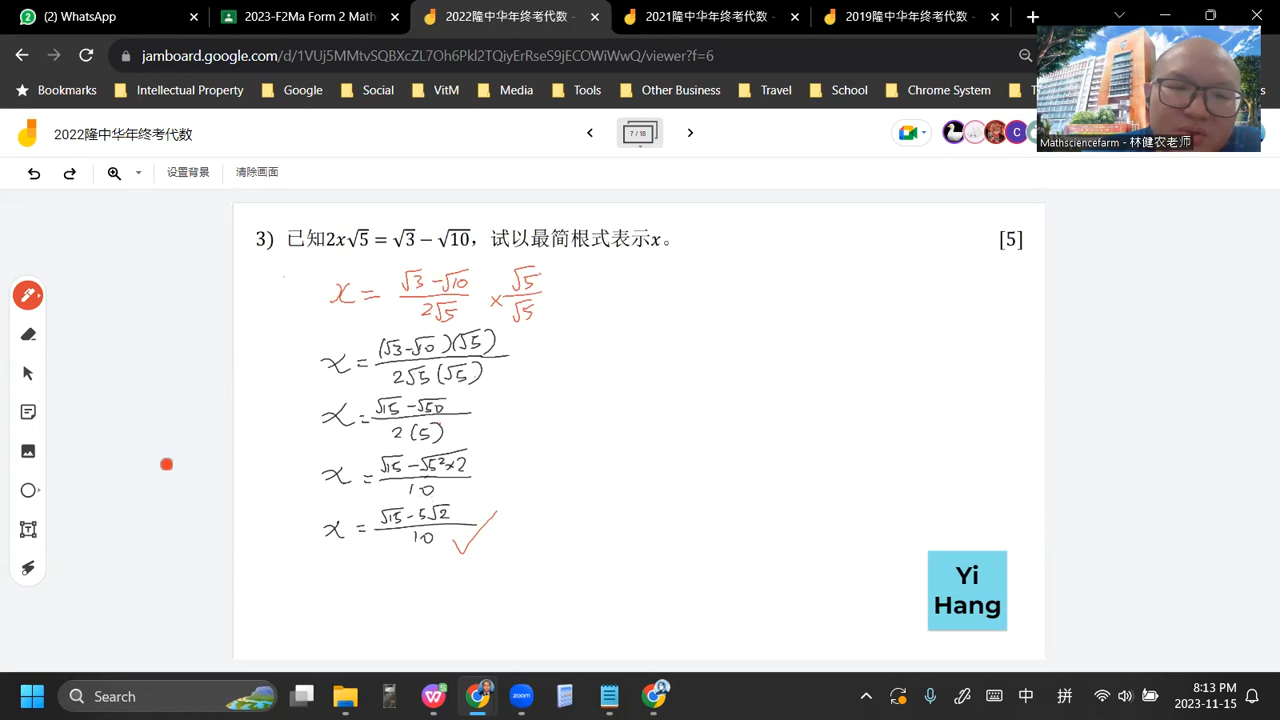 (2) WhatsApp
2023-F2Ma Form 2 Math
2022隆中华年终考代数 -
2021隆中华年终考代数 -
2019隆中华年终考代数 -
Bookmarks
Intellectual Property
Google
Social
VitM
Media
Tools
Other Business
Travel
School
Chrome System
Mathsciencefarm - 林健农老师
2022隆中华年终考代数
7 / 18
设置背景
清除画面
3) 已知2x√5 = √3 − √10，试以最简根式表示x。 [5]
x = (√3 - √10)/(2√5) × √5/√5
x = (√3-√10)(√5)/2√5(√5)
x = (√15 - √50)/2(5)
x = (√15 - √5²×2)/10
x = (√15 - 5√2)/10
Yi
Hang
Search
中
拼
8:13 PM
2023-11-15